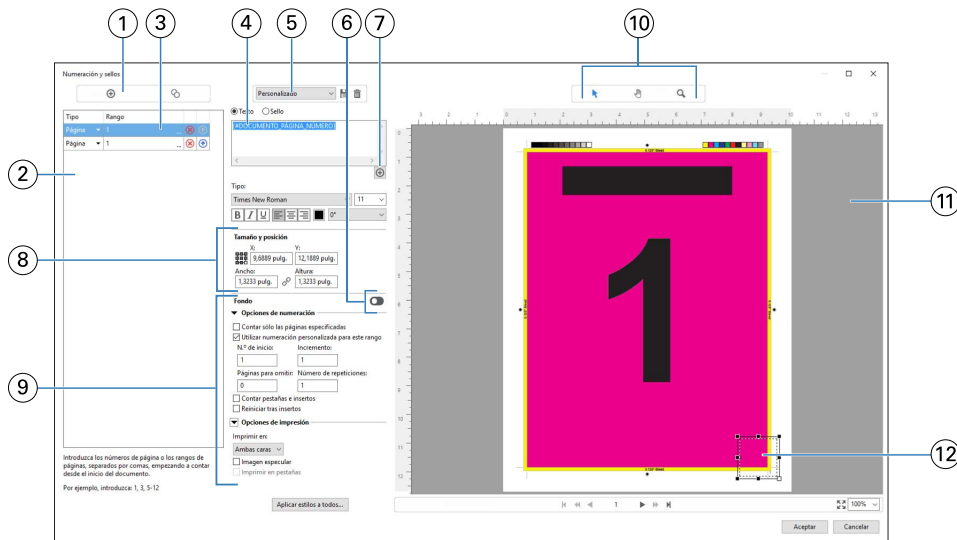 1
3
4
5
6
7
10
Numeración y sellos
Personalizado
Tipo
Rango
Página
1
...
Página
1
...
2
Texto
Sello
Tipo:
Times New Roman
11
B I U
0°
8
Tamaño y posición
X:
Y:
9,6889 pulg.
12,1889 pulg.
Ancho:
Altura:
1,3233 pulg.
1,3233 pulg.
9
Fondo
Opciones de numeración
Contar sólo las páginas especificadas
Utilizar numeración personalizada para este rango
N.º de inicio:
Incremento:
1
1
Páginas para omitir:
Número de repeticiones:
0
1
Contar pestañas e insertos
Reiniciar tras insertos
Opciones de impresión
Imprimir en:
Ambas caras
Imagen especular
Imprimir en pestañas
Introduzca los números de página o los rangos de
páginas, separados por comas, empezando a contar
desde el inicio del documento.
Por ejemplo, introduzca: 1, 3, 5-12
Aplicar estilos a todos...
1
11
12
1
100%
Aceptar
Cancelar